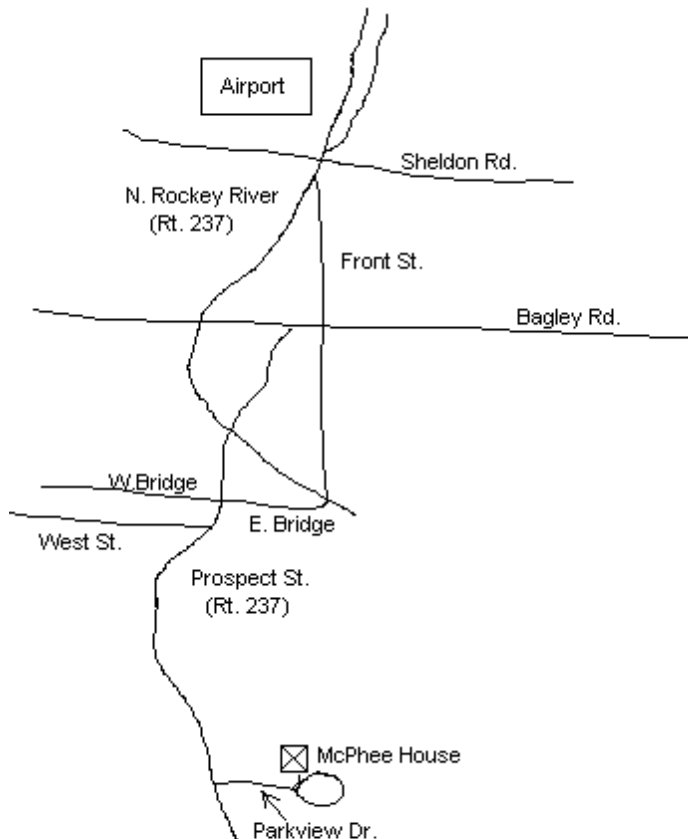 Airport
Sheldon Rd.
N. Rockey River
(Rt. 237)
Front St.
Bagley Rd.
W.Bridge
E. Bridge
West St.
Prospect St.
(Rt. 237)
McPhee House
Parkview Dr.